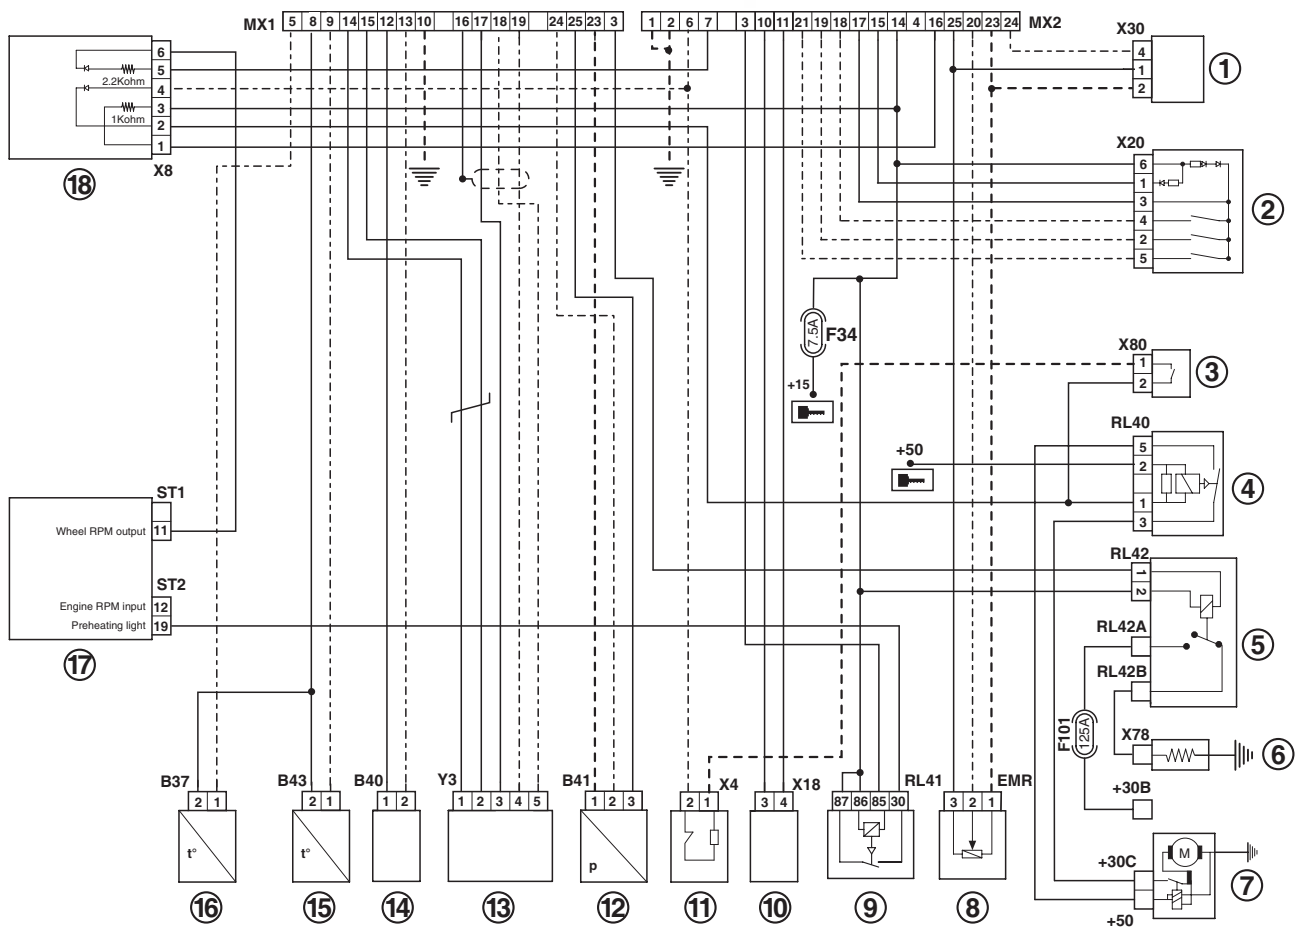 MX1 5 8 9 14 15 12 13 10 16 17 18 19 24 25 23 3
1 2 6 7 3 10 11 21 19 18 17 15 14 4 16 25 20 23 24 MX2
X30
4
1
2
1
6
5
2.2Kohm
4
3
1Kohm
2
1
X8
18
X20
6
1
3
4
2
5
2
7.5A F34
+15
X80
1
2
3
+50
RL40
5
2
1
3
4
ST1
Wheel RPM output 11
ST2
Engine RPM input 12
Preheating light 19
17
RL42
1
2
RL42A
RL42B
5
F101 125A
X78
6
+30B
B37 2 1
t°
16
B43 2 1
t°
15
B40 1 2
14
Y3 1 2 3 4 5
13
B41 1 2 3
p
12
2 1 X4
11
3 4 X18
10
87 86 85 30 RL41
9
3 2 1 EMR
8
+30C
M
+50
7